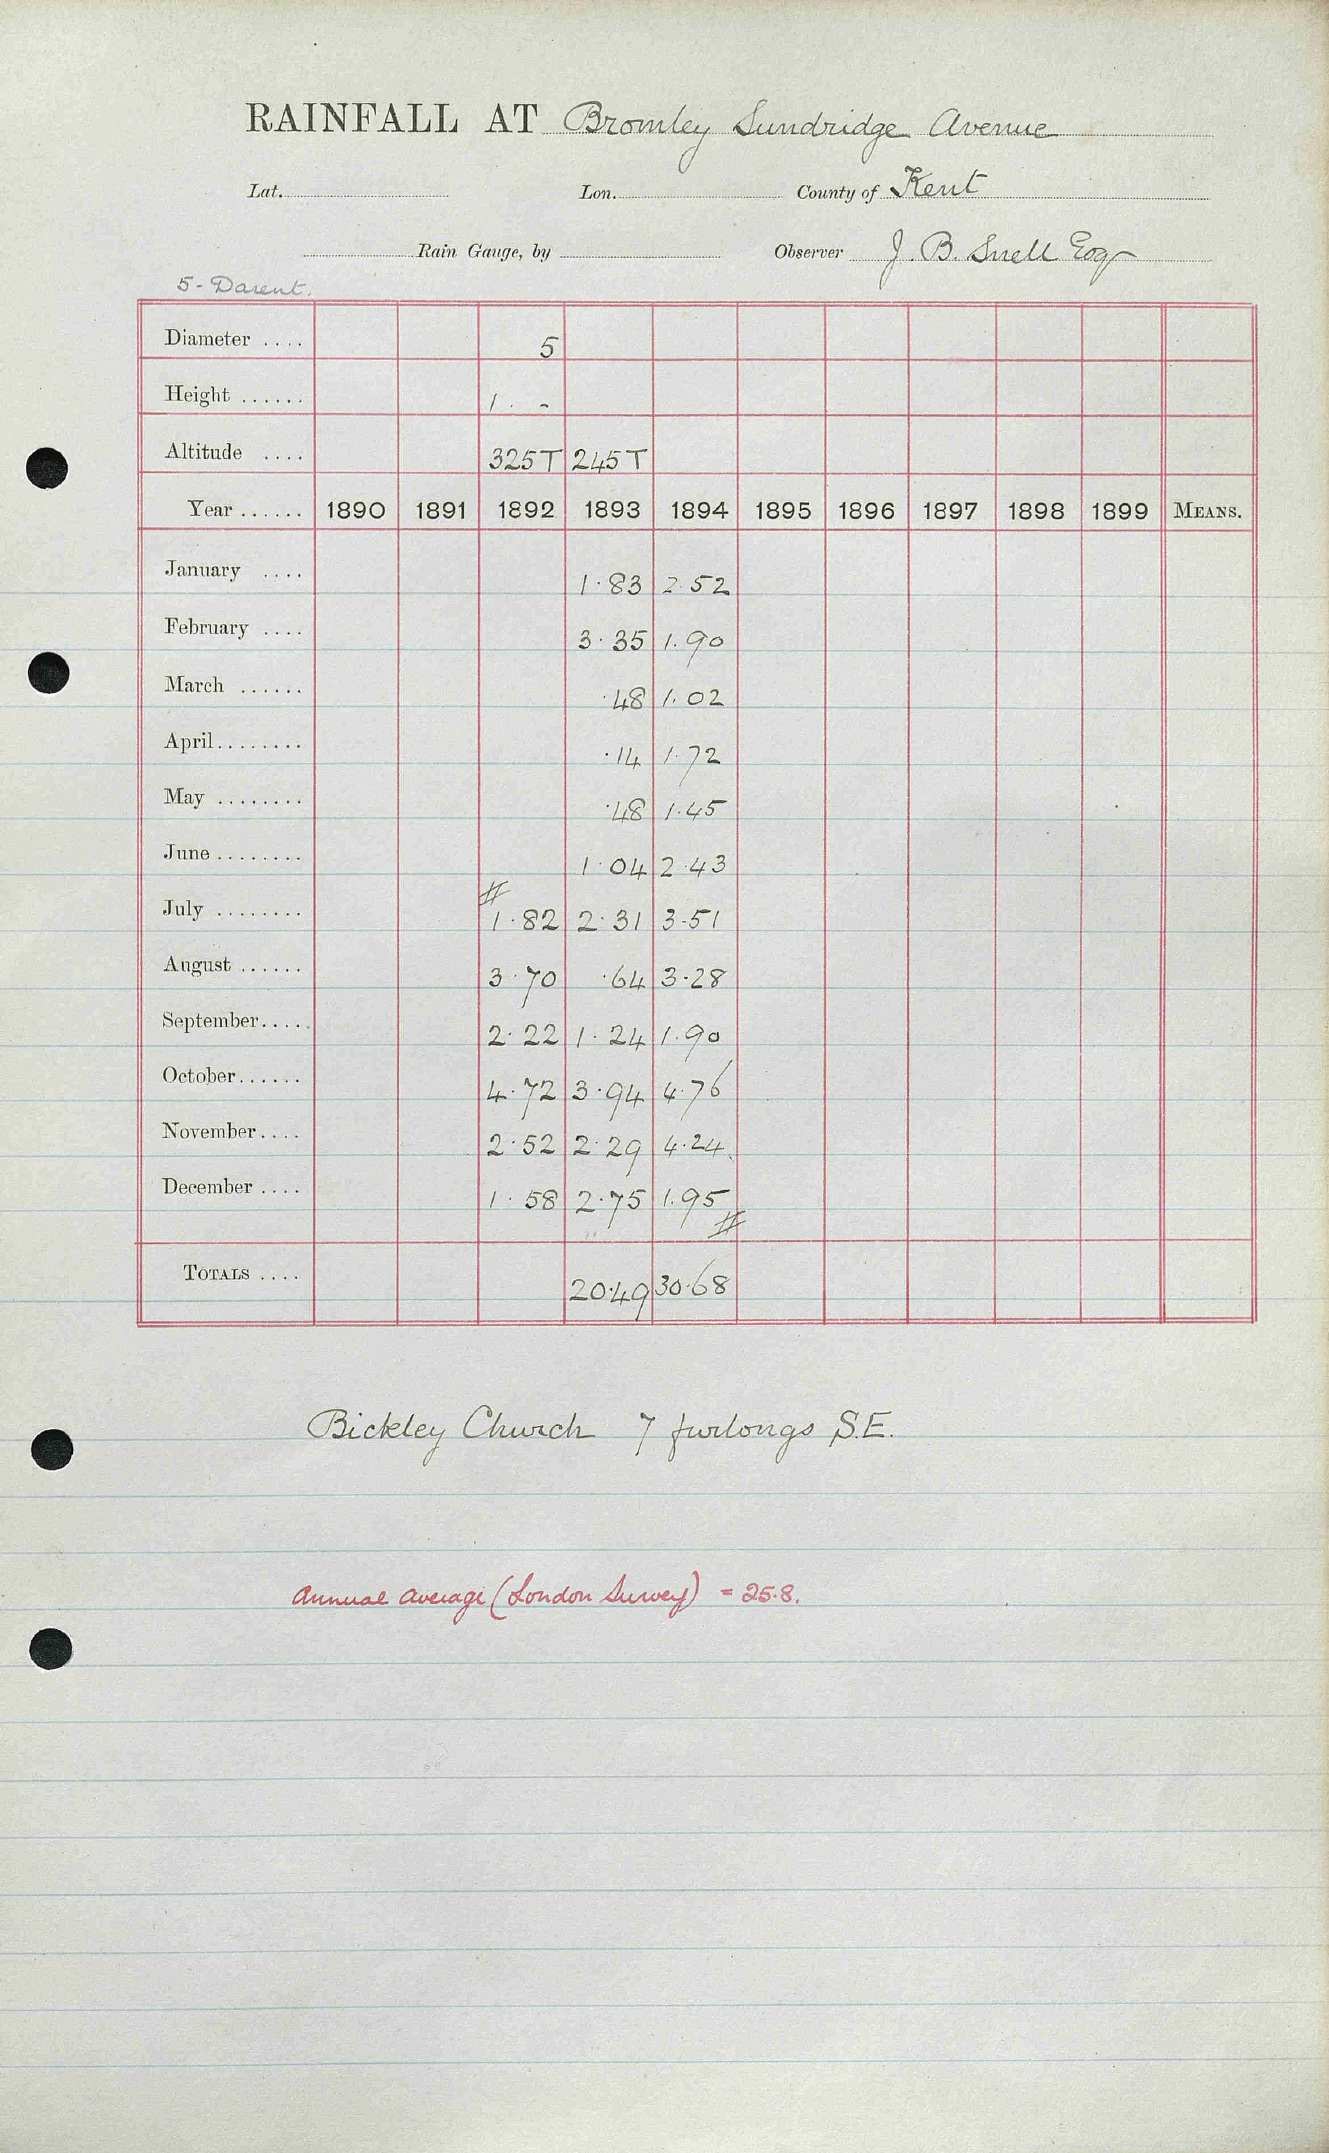 RAINFALL AT Bromley Sundridge Avenue
Lat. Lon. County of Kent
Rain Gauge, by Observer J B. Snell Esq
5 - Darent.
Diameter .... 5
Height ...... 1 . -
Altitude .... 325T 245T
Year ...... 1890 1891 1892 1893 1894 1895 1896 1897 1898 1899 MEANS.
January .... 1.83 2.52
February .... 3.35 1.90
March ...... .48 1.02
April ........ .14 1.72
May ........ .48 1.45
June ........ 1.04 2.43
#
July ........ 1.82 2.31 3.51
August ...... 3.70 .64 3.28
September..... 2.22 1.24 1.90
October...... 4.72 3.94 4.76
November.... 2.52 2.29 4.24
December .... 1.58 2.75 1.95
#
TOTALS .... 20.49 30.68
Bickley Church 7 furlongs S.E.
Annual average (London Survey) = 25.8.